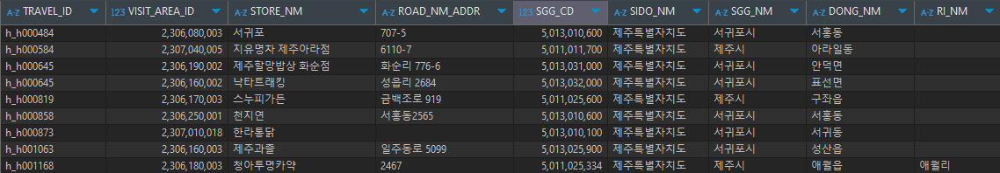 A-Z TRAVEL_ID 123 VISIT_AREA_ID A-Z STORE_NM A-Z ROAD_NM_ADDR 123 SGG_CD A-Z SIDO_NM A-Z SGG_NM A-Z DONG_NM A-Z RI_NM
h_h000484 2,306,080,003 서귀포 707-5 5,013,010,600 제주특별자치도 서귀포시 서홍동
h_h000584 2,307,040,005 지유명차 제주아라점 6110-7 5,011,011,700 제주특별자치도 제주시 아라일동
h_h000645 2,306,190,002 제주할망밥상 화순점 화순리 776-6 5,013,031,000 제주특별자치도 서귀포시 안덕면
h_h000645 2,306,160,002 낙타트래킹 성읍리 2684 5,013,032,000 제주특별자치도 서귀포시 표선면
h_h000819 2,306,170,003 스누피가든 금백조로 919 5,011,025,600 제주특별자치도 제주시 구좌읍
h_h000858 2,306,250,001 천지연 서홍동2565 5,013,010,600 제주특별자치도 서귀포시 서홍동
h_h000873 2,307,010,018 한라통닭 5,013,010,100 제주특별자치도 서귀포시 서귀동
h_h001063 2,306,160,003 제주과즐 일주동로 5099 5,013,025,900 제주특별자치도 서귀포시 성산읍
h_h001168 2,306,180,003 청아투명카약 2467 5,011,025,334 제주특별자치도 제주시 애월읍 애월리